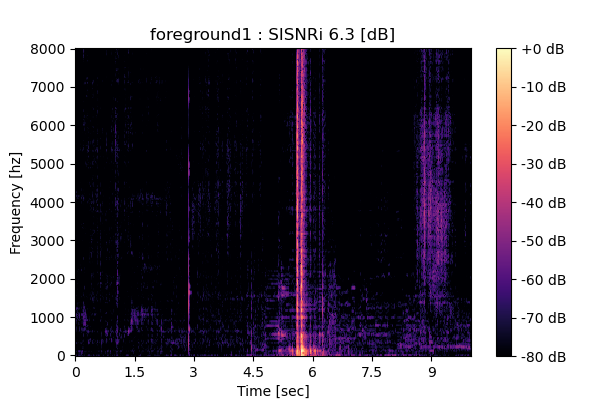 foreground1 : SISNRi 6.3 [dB]
8000
7000
6000
5000
4000
3000
2000
1000
0
Frequency [hz]
0
1.5
3
4.5
6
7.5
9
Time [sec]
+0 dB
-10 dB
-20 dB
-30 dB
-40 dB
-50 dB
-60 dB
-70 dB
-80 dB